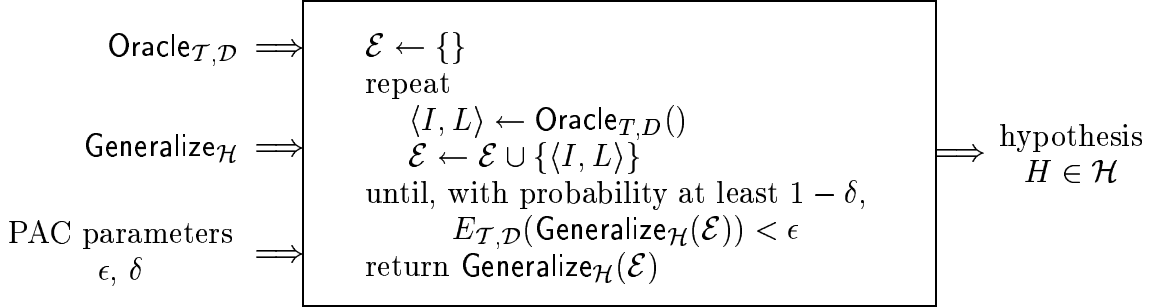 Oracle_{𝒯,𝒟} ⟹
Generalize_ℋ ⟹
PAC parameters ⟹
ϵ, δ
ℰ ← {}
repeat
⟨I, L⟩ ← Oracle_{T,D}()
ℰ ← ℰ ∪ {⟨I, L⟩}
until, with probability at least 1 − δ,
E_{𝒯,𝒟}(Generalize_ℋ(ℰ)) < ϵ
return Generalize_ℋ(ℰ)
⟹ hypothesis
H ∈ ℋ